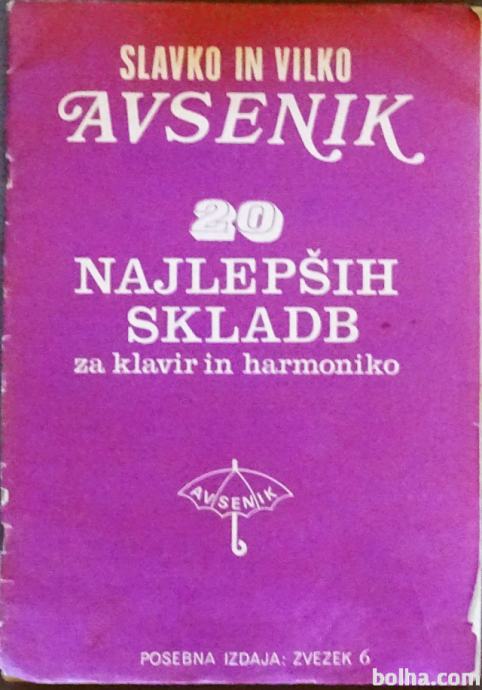 SLAVKO IN VILKO
AVSENIK
20
NAJLEPŠIH
SKLADB
za klavir in harmoniko
AVSENIK
POSEBNA IZDAJA: ZVEZEK 6
bolha.com